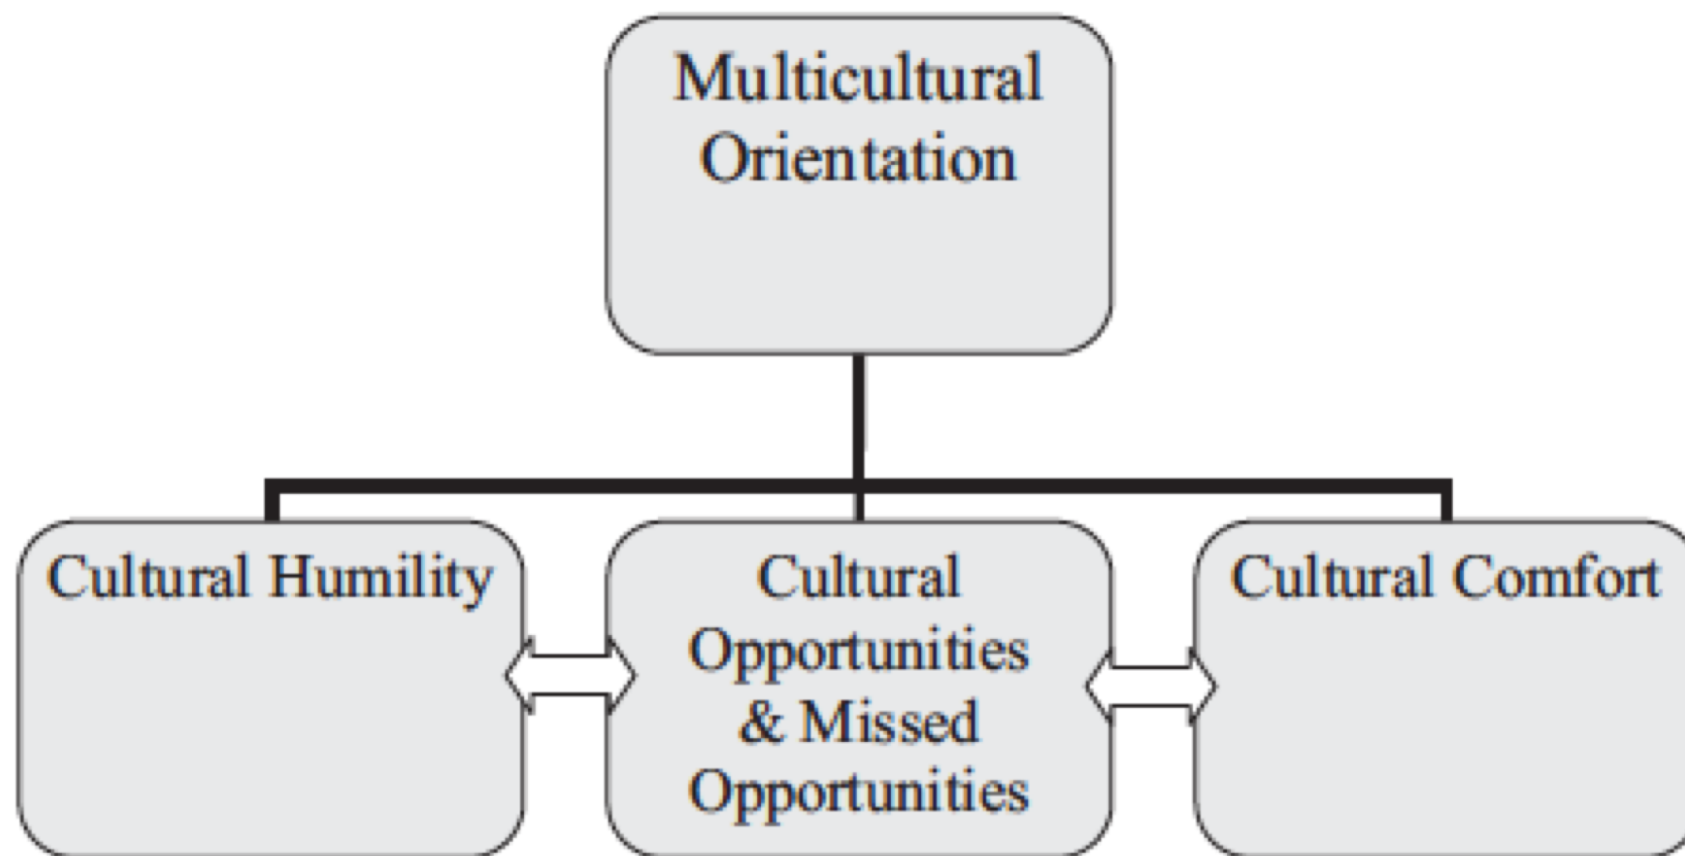 Multicultural
Orientation
Cultural Humility
Cultural
Opportunities
& Missed
Opportunities
Cultural Comfort